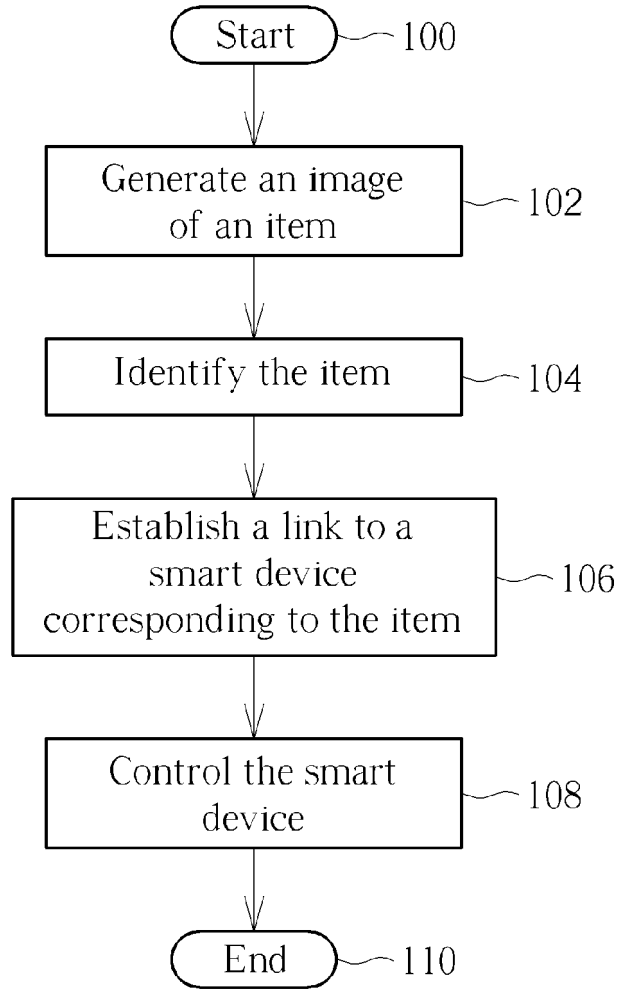 Start
100
Generate an image
of an item
102
Identify the item
104
Establish a link to a
smart device
corresponding to the item
106
Control the smart
device
108
End
110